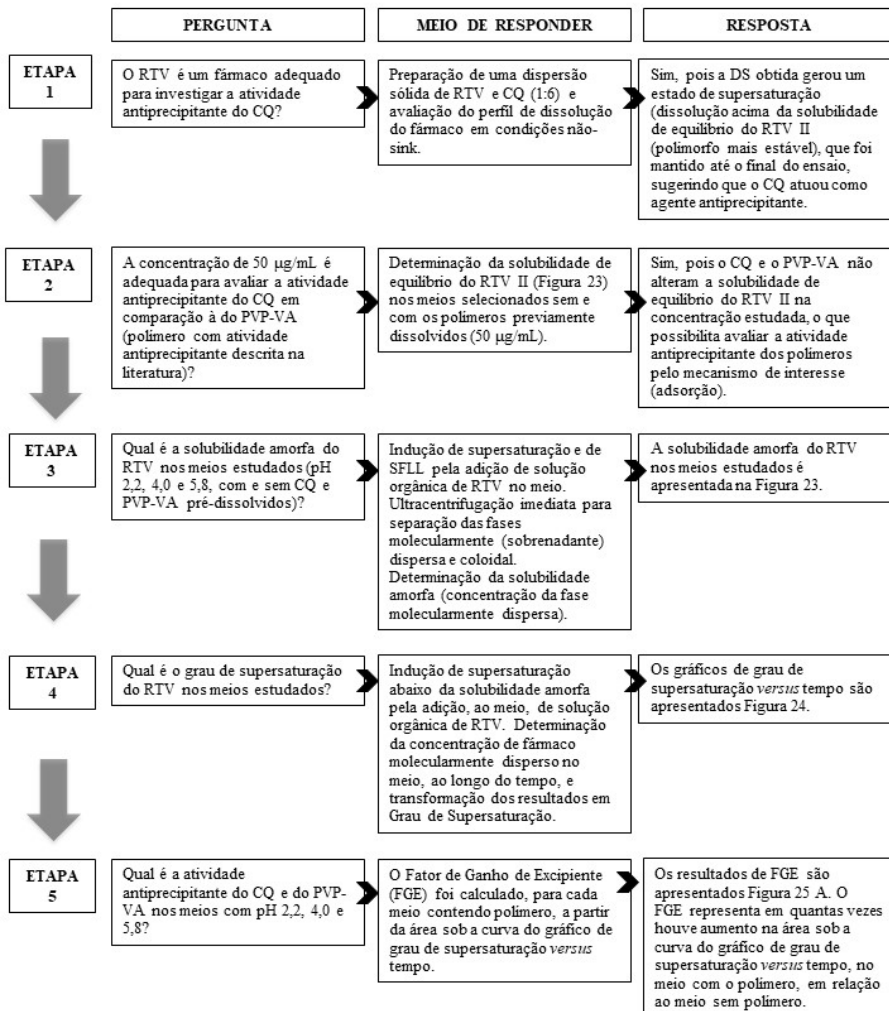 PERGUNTA
MEIO DE RESPONDER
RESPOSTA
ETAPA
1
O RTV é um fármaco adequado
para investigar a atividade
antiprecipitante do CQ?
Preparação de uma dispersão
sólida de RTV e CQ (1:6) e
avaliação do perfil de dissolução
do fármaco em condições não-
sink.
Sim, pois a DS obtida gerou um
estado de supersaturação
(dissolução acima da solubilidade
de equilíbrio do RTV II
(polimorfo mais estável), que foi
mantido até o final do ensaio,
sugerindo que o CQ atuou como
agente antiprecipitante.
ETAPA
2
A concentração de 50 µg/mL é
adequada para avaliar a atividade
antiprecipitante do CQ em
comparação à do PVP-VA
(polímero com atividade
antiprecipitante descrita na
literatura)?
Determinação da solubilidade de
equilíbrio do RTV II (Figura 23)
nos meios selecionados sem e
com os polímeros previamente
dissolvidos (50 µg/mL).
Sim, pois o CQ e o PVP-VA não
alteram a solubilidade de
equilíbrio do RTV II na
concentração estudada, o que
possibilita avaliar a atividade
antiprecipitante dos polímeros
pelo mecanismo de interesse
(adsorção).
ETAPA
3
Qual é a solubilidade amorfa do
RTV nos meios estudados (pH
2,2, 4,0 e 5,8, com e sem CQ e
PVP-VA pré-dissolvidos)?
Indução de supersaturação e de
SFLL pela adição de solução
orgânica de RTV no meio.
Ultracentrifugação imediata para
separação das fases
molecularmente (sobrenadante)
dispersa e coloidal.
Determinação da solubilidade
amorfa (concentração da fase
molecularmente dispersa).
A solubilidade amorfa do RTV
nos meios estudados é
apresentada na Figura 23.
ETAPA
4
Qual é o grau de supersaturação
do RTV nos meios estudados?
Indução de supersaturação
abaixo da solubilidade amorfa
pela adição, ao meio, de solução
orgânica de RTV. Determinação
da concentração de fármaco
molecularmente disperso no
meio, ao longo do tempo, e
transformação dos resultados em
Grau de Supersaturação.
Os gráficos de grau de
supersaturação versus tempo são
apresentados Figura 24.
ETAPA
5
Qual é a atividade
antiprecipitante do CQ e do PVP-
VA nos meios com pH 2,2, 4,0 e
5,8?
O Fator de Ganho de Excipiente
(FGE) foi calculado, para cada
meio contendo polímero, a partir
da área sob a curva do gráfico de
grau de supersaturação versus
tempo.
Os resultados de FGE são
apresentados Figura 25 A. O
FGE representa em quantas vezes
houve aumento na área sob a
curva do gráfico de grau de
supersaturação versus tempo, no
meio com o polímero, em relação
ao meio sem polímero.